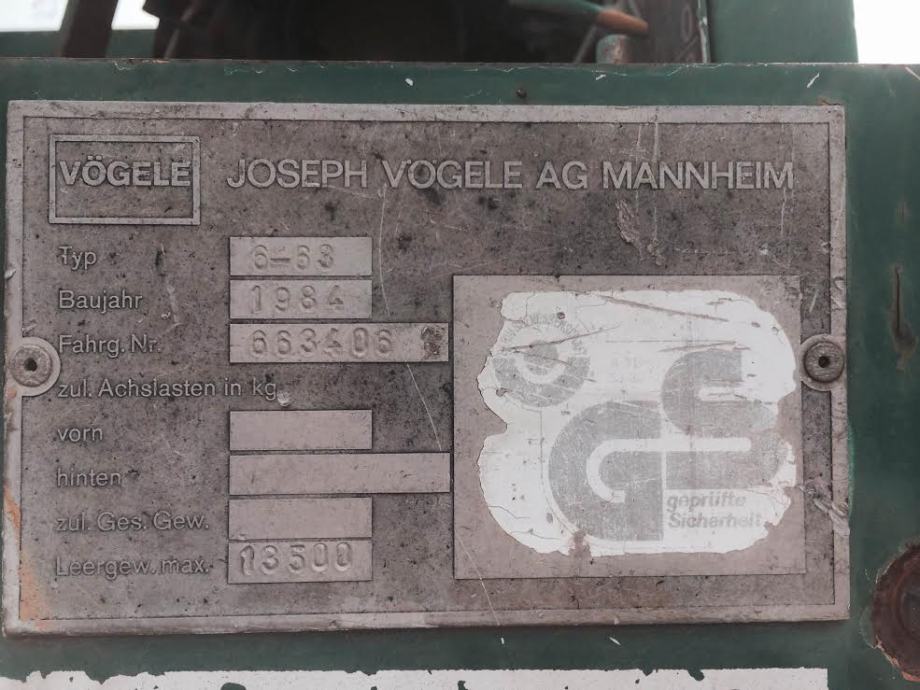 VÖGELE JOSEPH VÖGELE AG MANNHEIM
Typ 6-63
Baujahr 1984
Fahrg. Nr. 663406
zul. Achslasten in kg
vorn
hinten
zul. Ges. Gew.
Leergew. max. 13500
GS
geprüfte
Sicherheit